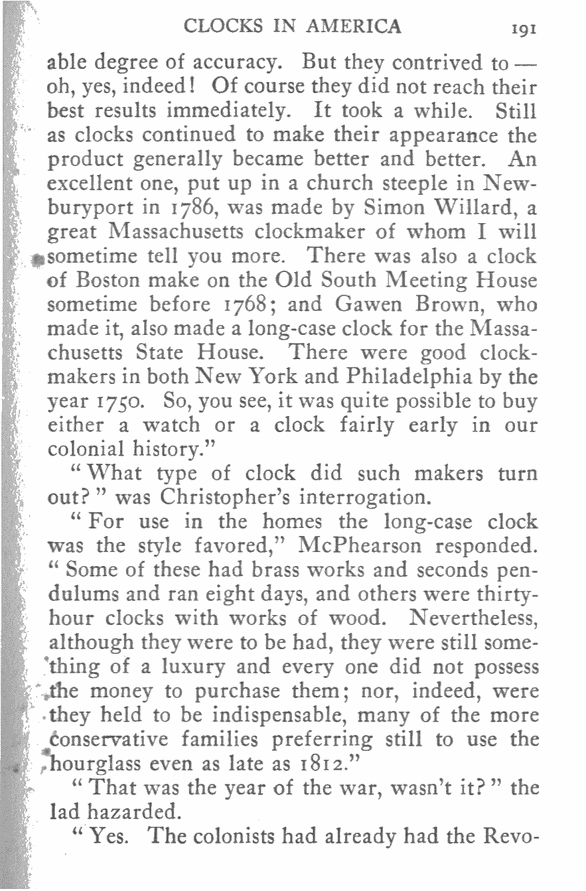 CLOCKS IN AMERICA 191
able degree of accuracy. But they contrived to —
oh, yes, indeed! Of course they did not reach their
best results immediately. It took a while. Still
as clocks continued to make their appearance the
product generally became better and better. An
excellent one, put up in a church steeple in New-
buryport in 1786, was made by Simon Willard, a
great Massachusetts clockmaker of whom I will
sometime tell you more. There was also a clock
of Boston make on the Old South Meeting House
sometime before 1768; and Gawen Brown, who
made it, also made a long-case clock for the Massa-
chusetts State House. There were good clock-
makers in both New York and Philadelphia by the
year 1750. So, you see, it was quite possible to buy
either a watch or a clock fairly early in our
colonial history.”
“ What type of clock did such makers turn
out? ” was Christopher’s interrogation.
“ For use in the homes the long-case clock
was the style favored,” McPhearson responded.
“ Some of these had brass works and seconds pen-
dulums and ran eight days, and others were thirty-
hour clocks with works of wood. Nevertheless,
although they were to be had, they were still some-
thing of a luxury and every one did not possess
the money to purchase them; nor, indeed, were
they held to be indispensable, many of the more
conservative families preferring still to use the
hourglass even as late as 1812.”
“ That was the year of the war, wasn’t it? ” the
lad hazarded.
“ Yes. The colonists had already had the Revo-